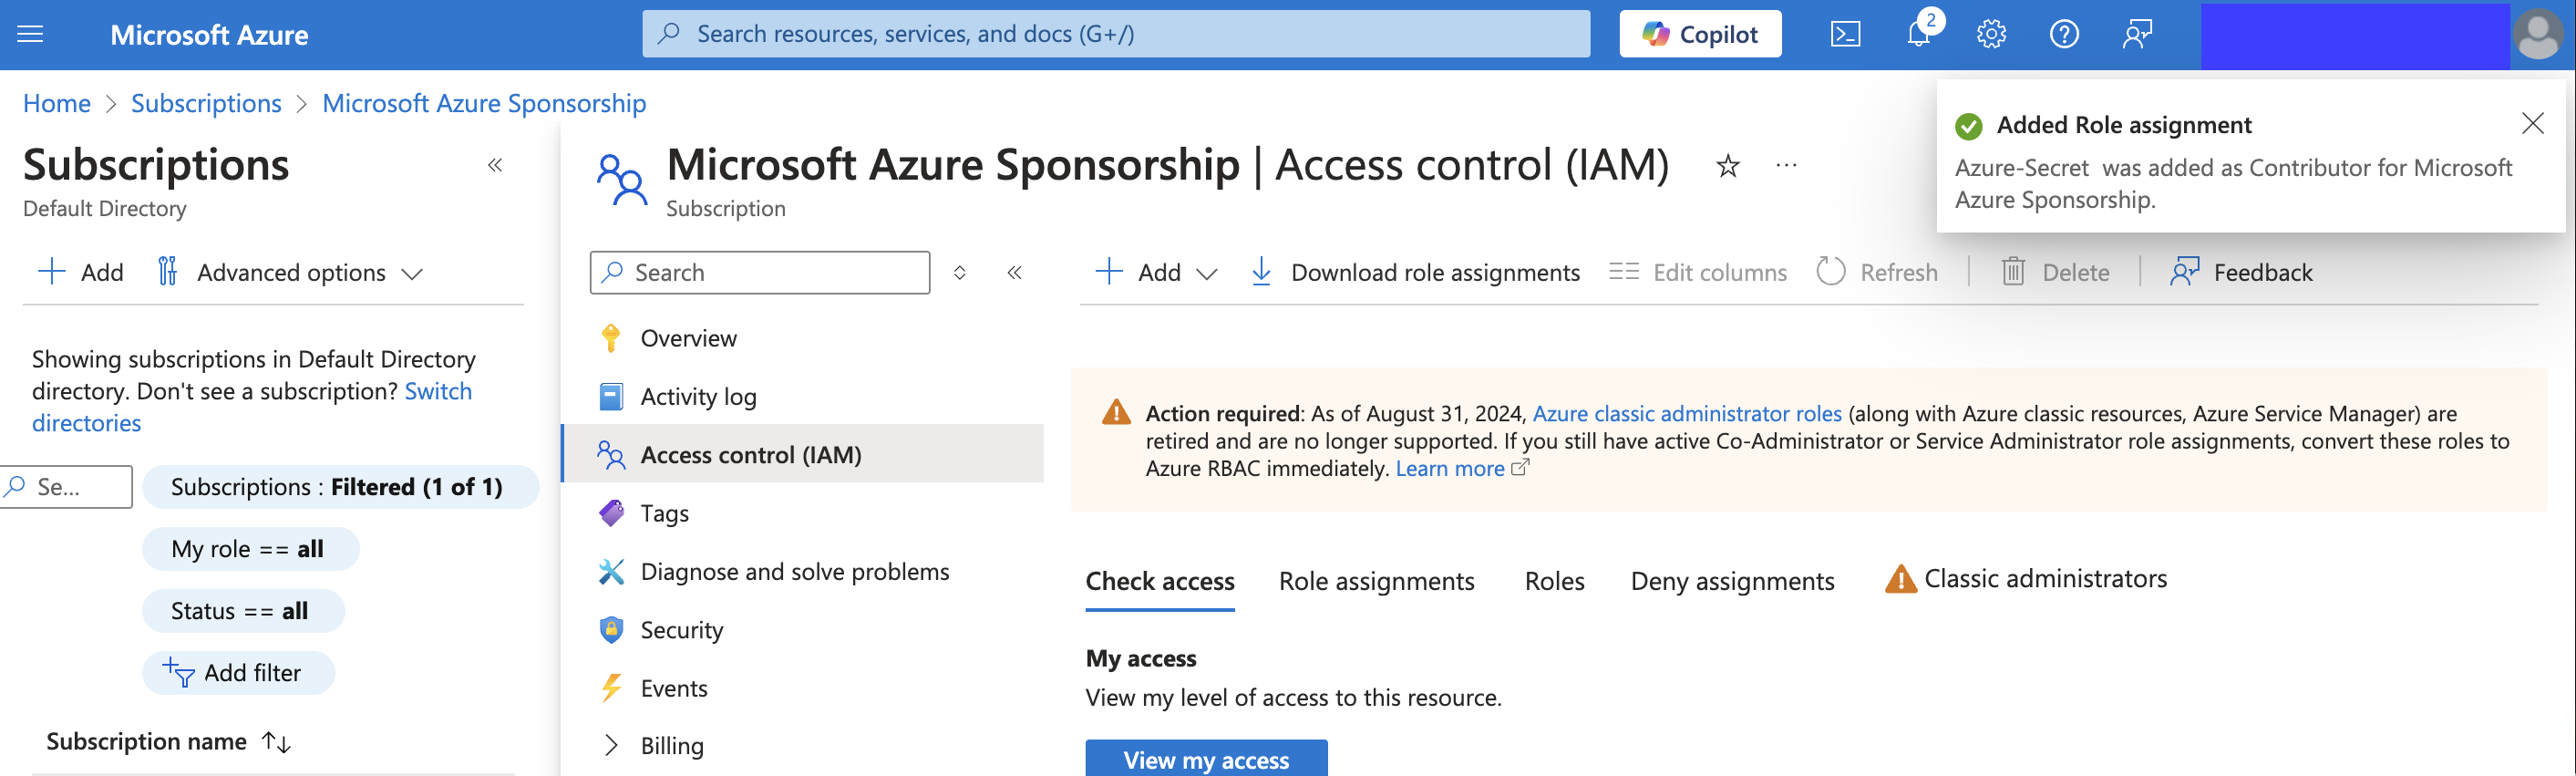 Microsoft Azure
Search resources, services, and docs (G+/)
Copilot
2
Home > Subscriptions > Microsoft Azure Sponsorship
Subscriptions
Default Directory
Add
Advanced options
Showing subscriptions in Default Directory
directory. Don't see a subscription? Switch
directories
Se...
Subscriptions : Filtered (1 of 1)
My role == all
Status == all
Add filter
Subscription name
Microsoft Azure Sponsorship | Access control (IAM)
Subscription
Search
Overview
Activity log
Access control (IAM)
Tags
Diagnose and solve problems
Security
Events
Billing
Added Role assignment
Azure-Secret was added as Contributor for Microsoft
Azure Sponsorship.
Add
Download role assignments
Edit columns
Refresh
Delete
Feedback
Action required: As of August 31, 2024, Azure classic administrator roles (along with Azure classic resources, Azure Service Manager) are
retired and are no longer supported. If you still have active Co-Administrator or Service Administrator role assignments, convert these roles to
Azure RBAC immediately. Learn more
Check access
Role assignments
Roles
Deny assignments
Classic administrators
My access
View my level of access to this resource.
View my access